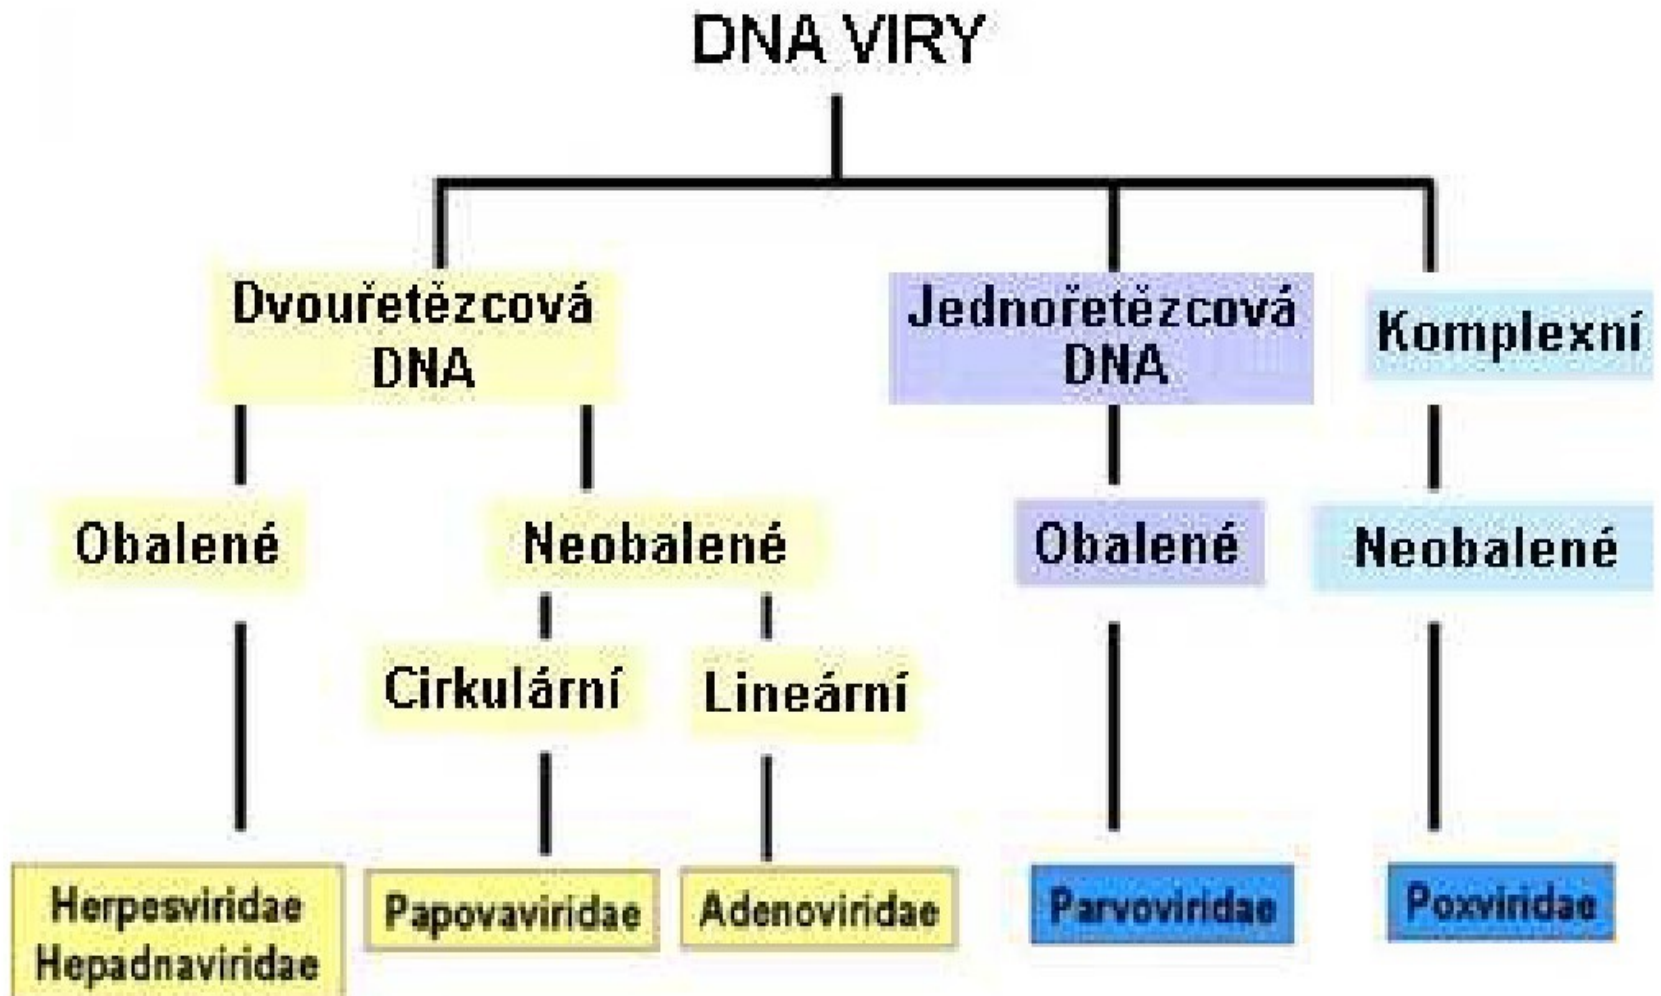 DNA VIRY
Dvouřetězcová
DNA
Jednořetězcová
DNA
Komplexní
Obalené
Neobalené
Obalené
Neobalené
Cirkulární
Lineární
Herpesviridae
Hepadnaviridae
Papovaviridae
Adenoviridae
Parvoviridae
Poxviridae